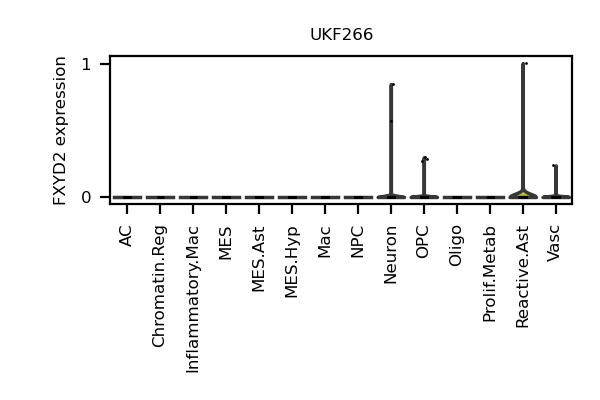 UKF266
FXYD2 expression
1
0
AC
Chromatin.Reg
Inflammatory.Mac
MES
MES.Ast
MES.Hyp
Mac
NPC
Neuron
OPC
Oligo
Prolif.Metab
Reactive.Ast
Vasc